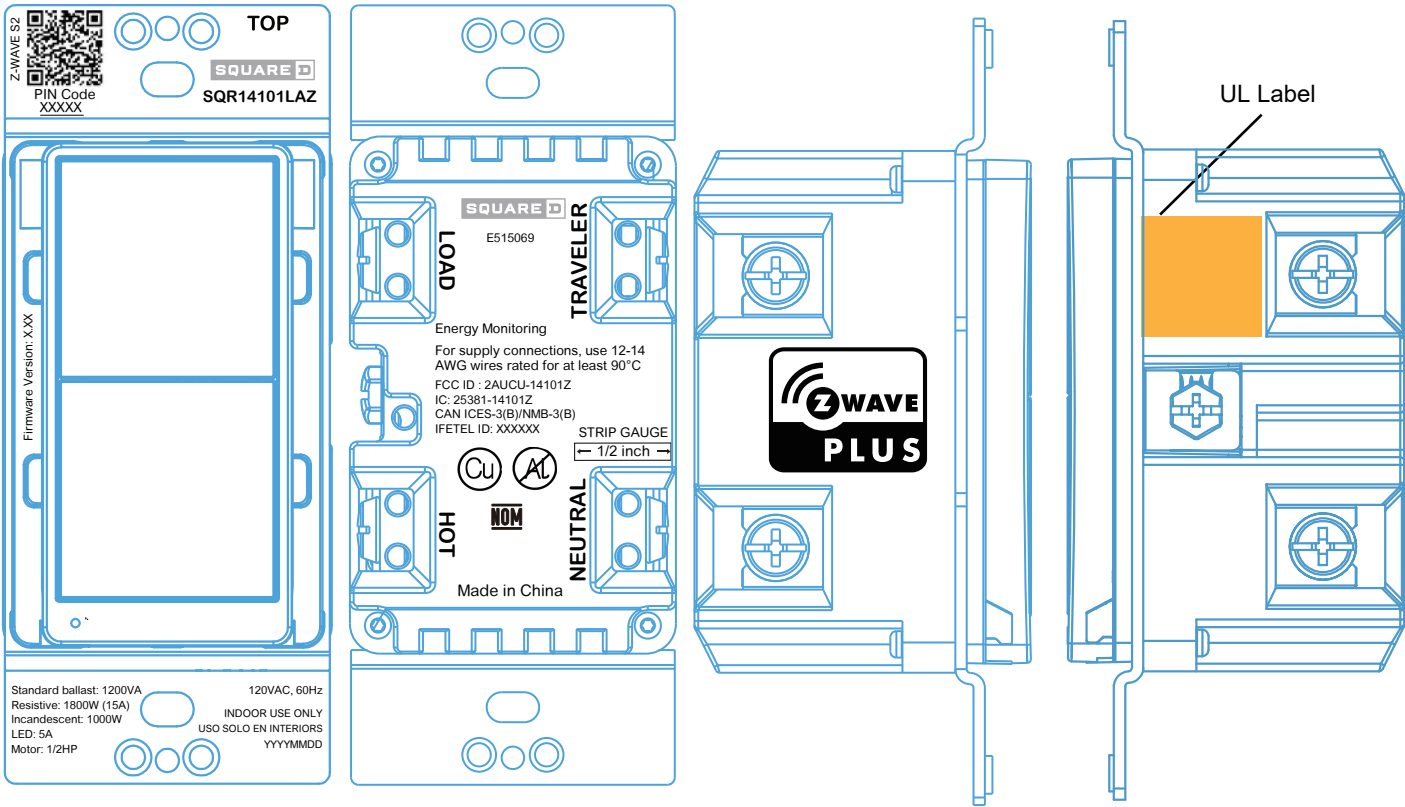 Z-WAVE S2
PIN Code
XXXXX
TOP
SQUARE D
SQR14101LAZ
Firmware Version: X.XX
Standard ballast: 1200VA
Resistive: 1800W (15A)
Incandescent: 1000W
LED: 5A
Motor: 1/2HP
120VAC, 60Hz
INDOOR USE ONLY
USO SOLO EN INTERIORS
YYYYMMDD
SQUARE D
E515069
LOAD
TRAVELER
Energy Monitoring
For supply connections, use 12-14
AWG wires rated for at least 90°C
FCC ID : 2AUCU-14101Z
IC: 25381-14101Z
CAN ICES-3(B)/NMB-3(B)
IFETEL ID: XXXXXX
STRIP GAUGE
1/2 inch
Cu
Al
NOM
HOT
NEUTRAL
Made in China
Z WAVE
PLUS
UL Label